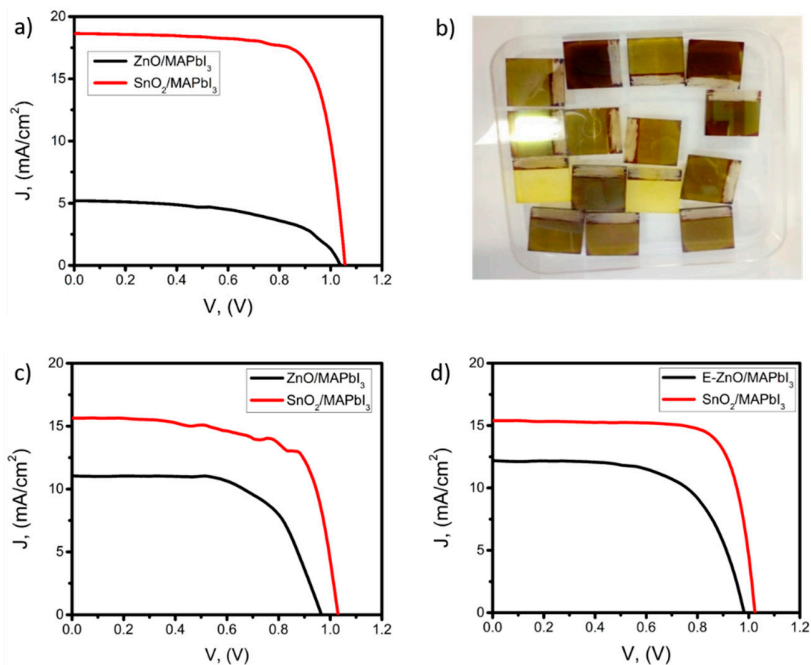 a)
ZnO/MAPbI₃
SnO₂/MAPbI₃
J, (mA/cm²)
20
15
10
5
0
0.0 0.2 0.4 0.6 0.8 1.0 1.2
V, (V)
b)
c)
ZnO/MAPbI₃
SnO₂/MAPbI₃
J, (mA/cm²)
20
15
10
5
0
0.0 0.2 0.4 0.6 0.8 1.0 1.2
V, (V)
d)
E-ZnO/MAPbI₃
SnO₂/MAPbI₃
J, (mA/cm²)
20
15
10
5
0
0.0 0.2 0.4 0.6 0.8 1.0 1.2
V, (V)